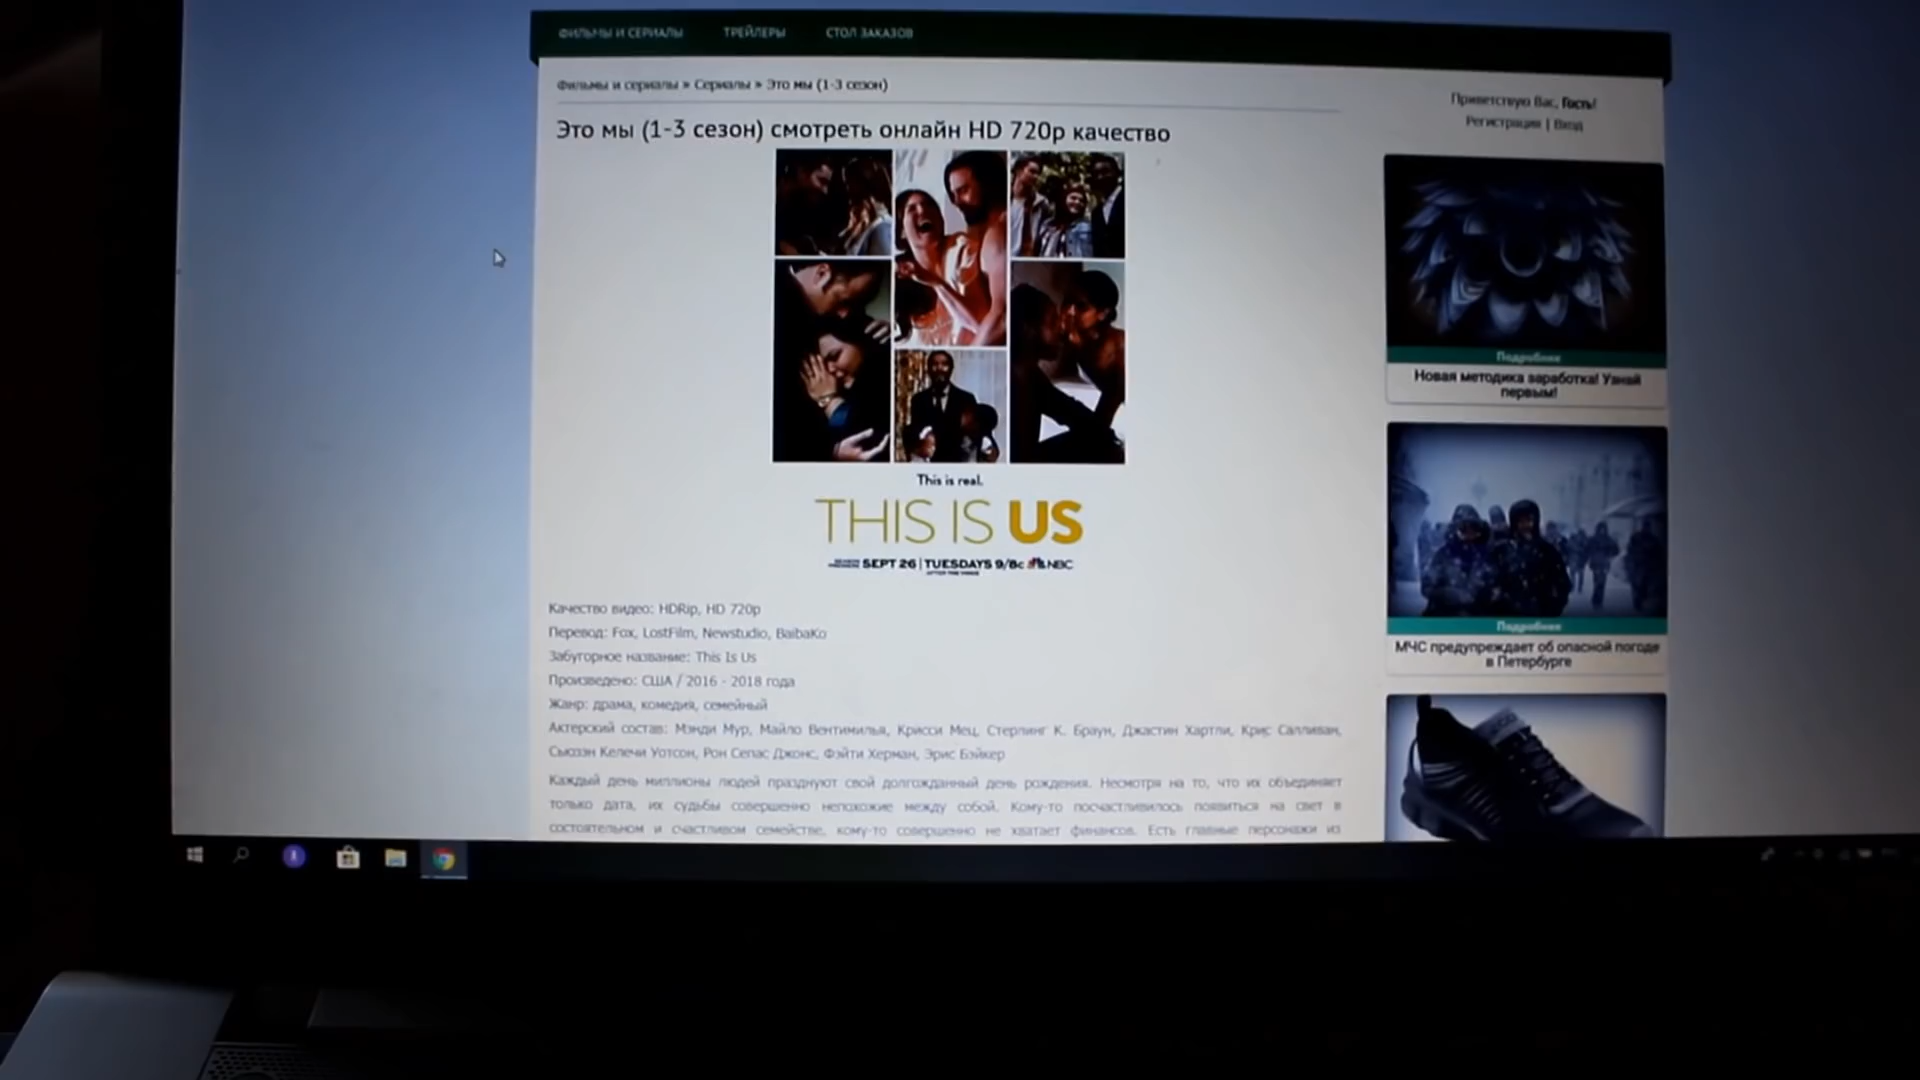 ФИЛЬМЫ И СЕРИАЛЫ ТРЕЙЛЕРЫ СТОЛ ЗАКАЗОВ
Фильмы и сериалы » Сериалы » Это мы (1-3 сезон)
Это мы (1-3 сезон) смотреть онлайн HD 720p качество
This is real.
THIS IS US
SEPT 26 | TUESDAYS 9/8c NBC
Качество видео: HDRip, HD 720p
Перевод: Fox, LostFilm, Newstudio, BaibaKo
Забугорное название: This Is Us
Произведено: США / 2016 - 2018 года
Жанр: драма, комедия, семейный
Актерский состав: Мэнди Мур, Майло Вентимилья, Крисси Мец, Стерлинг К. Браун, Джастин Хартли, Крис Салливан,
Сьюзэн Келечи Уотсон, Рон Сепас Джонс, Фэйти Херман, Эрис Бэйкер
Каждый день миллионы людей празднуют свой долгожданный день рождения. Несмотря на то, что их объединяет
только дата, их судьбы совершенно непохожие между собой. Кому-то посчастливилось появиться на свет в
состоятельном и счастливом семействе, кому-то совершенно не хватает финансов. Есть главные персонажи из
Приветствую Вас, Гость!
Регистрация | Вход
Подробнее
Новая методика заработка! Узнай
первым!
Подробнее
МЧС предупреждает об опасной погоде
в Петербурге